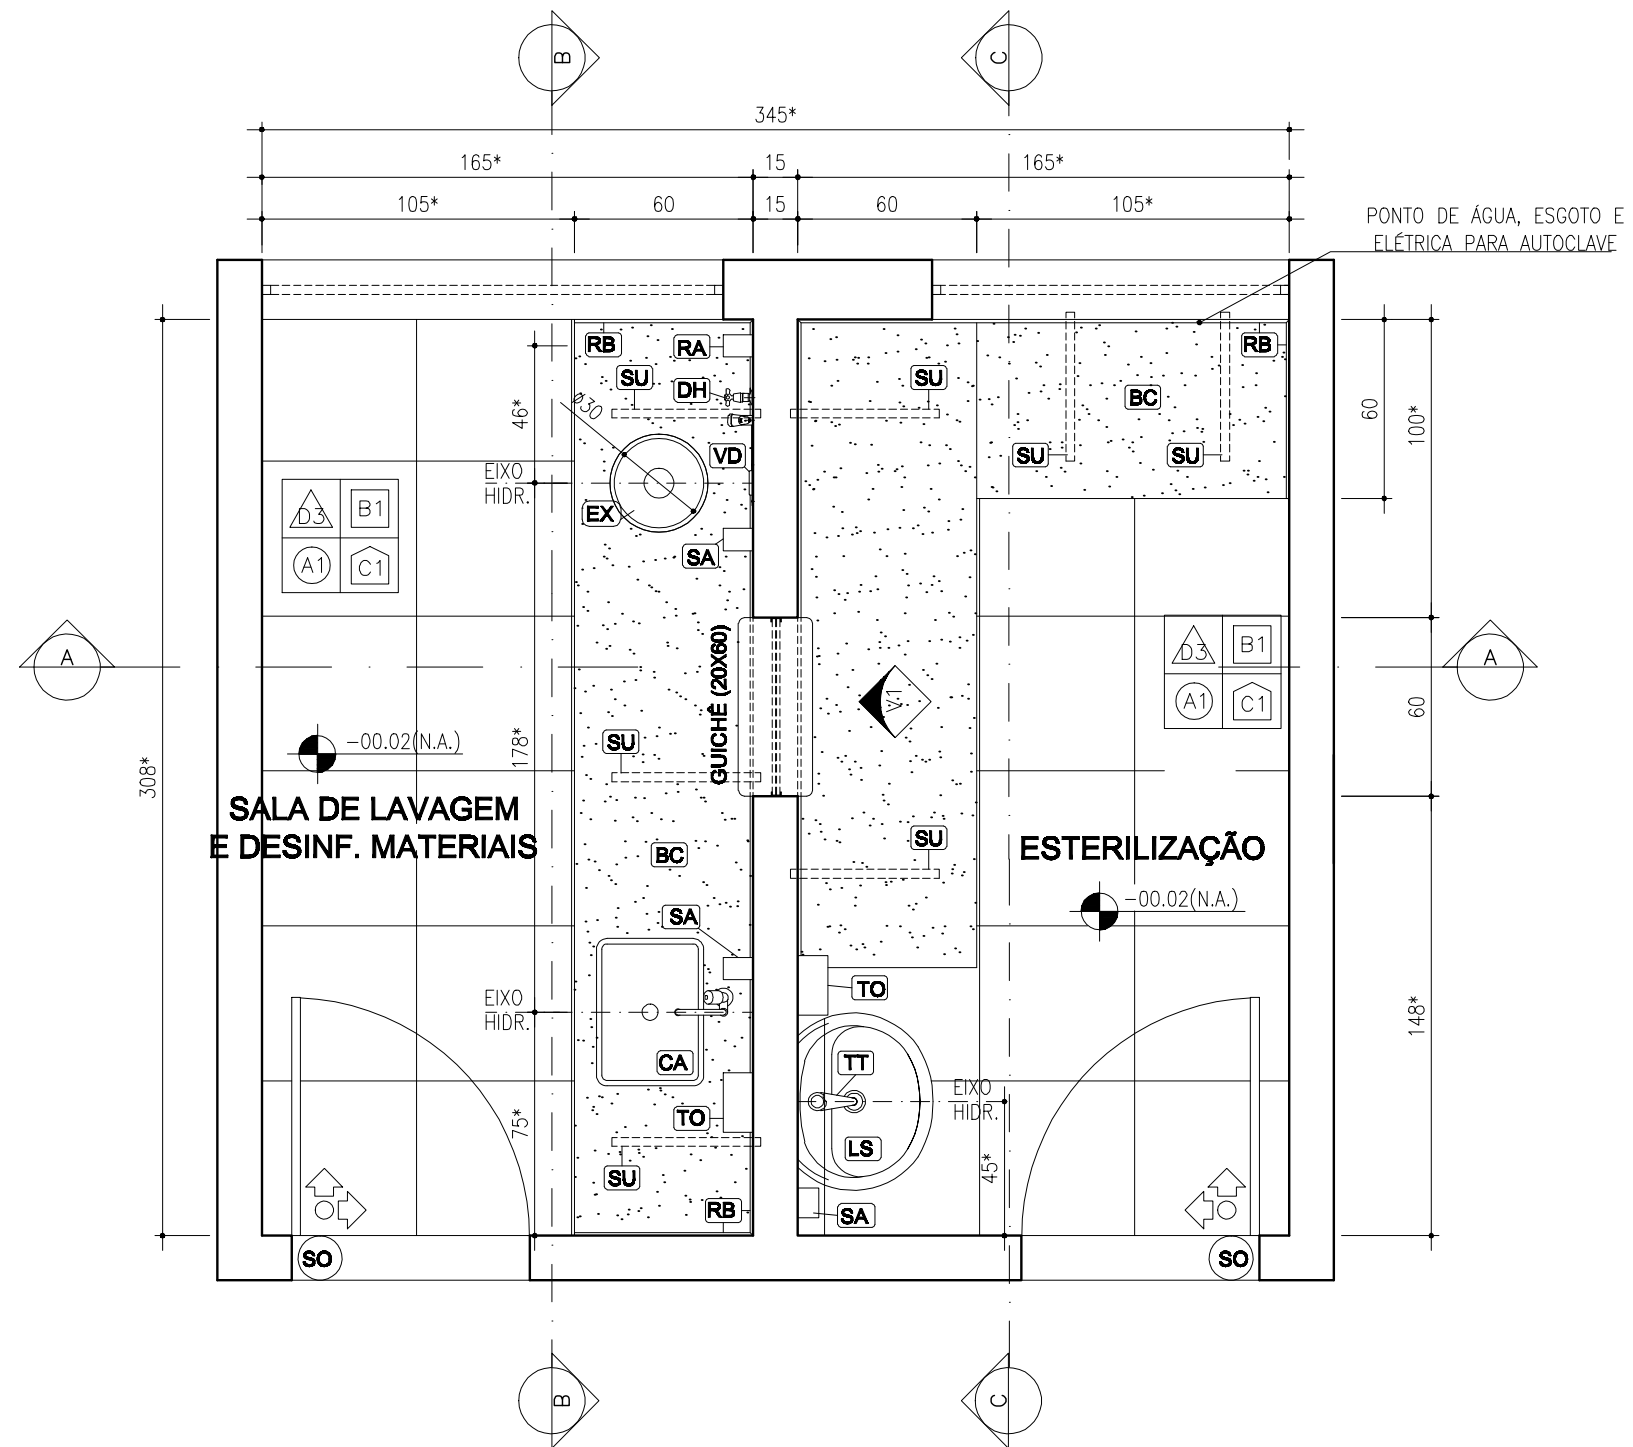 B
C
345*
165*
15
165*
105*
60
15
60
105*
PONTO DE ÁGUA, ESGOTO E
ELÉTRICA PARA AUTOCLAVE
RB
RA
RB
SU
DH
SU
BC
46*
ø30
60
100*
VD
SU
SU
EIXO
HIDR.
EX
D3
B1
A1
C1
SA
GUICHÊ (20X60)
D3
B1
A1
C1
A
A
V.1
60
-00.02(N.A.)
178*
SU
308*
SALA DE LAVAGEM
E DESINF. MATERIAIS
BC
SU
ESTERILIZAÇÃO
-00.02(N.A.)
SA
EIXO
HIDR.
TO
148*
CA
TT
EIXO
HIDR.
75*
TO
LS
45*
SU
RB
SA
SO
SO
B
C